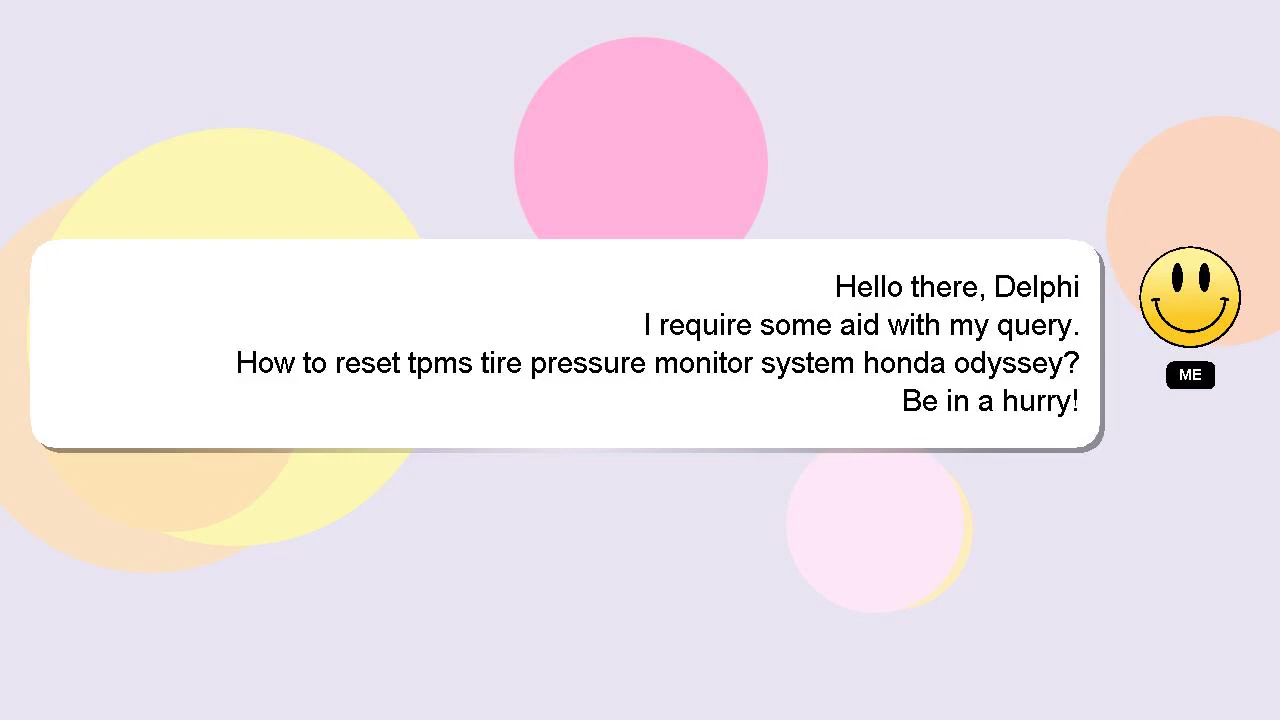 Hello there, Delphi
I require some aid with my query.
How to reset tpms tire pressure monitor system honda odyssey?
Be in a hurry!
ME